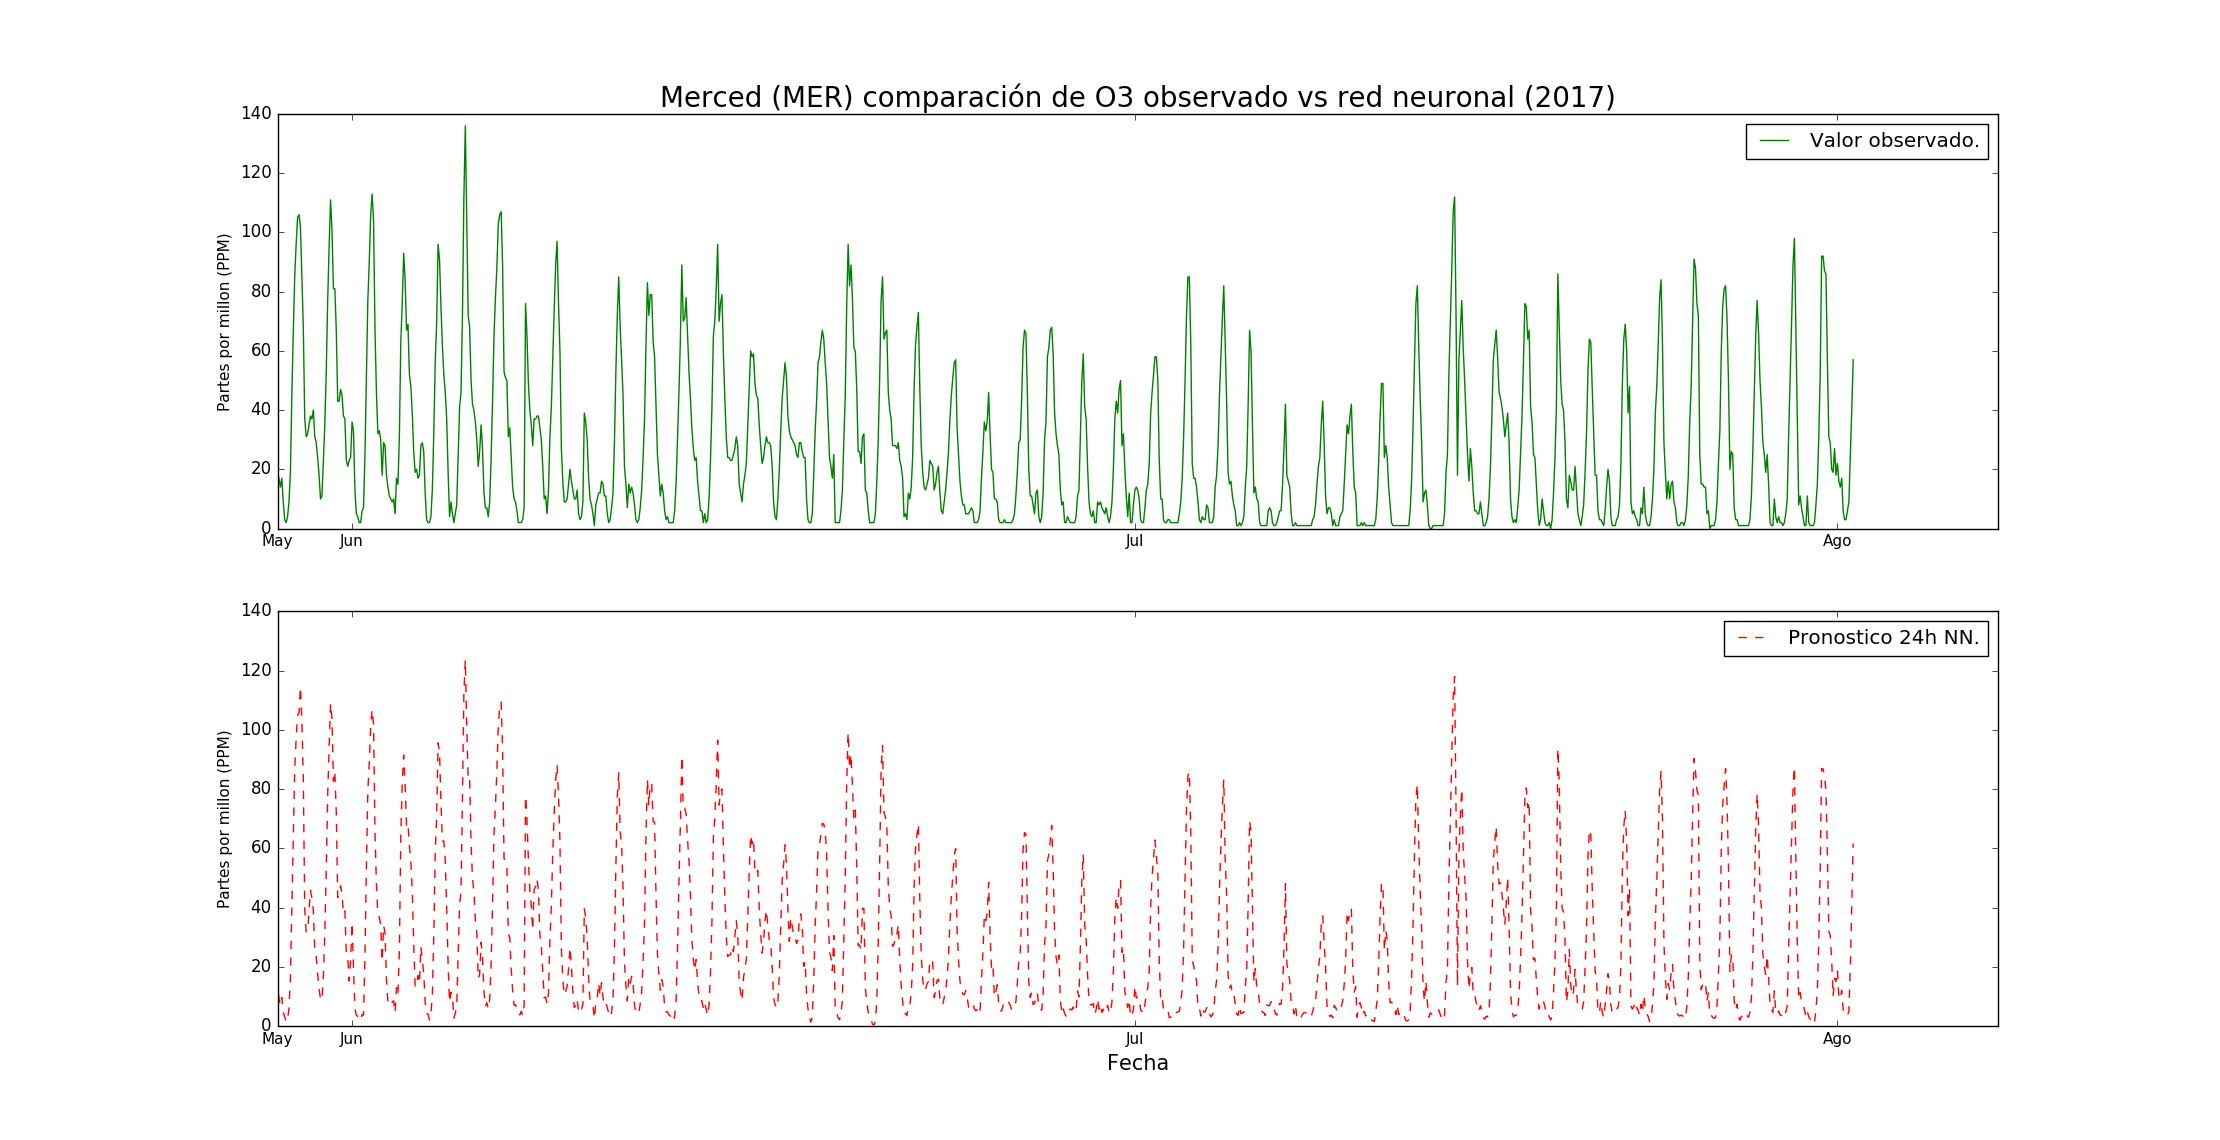 Merced (MER) comparación de O3 observado vs red neuronal (2017)
140
120
100
80
60
40
20
0
Partes por millon (PPM)
Valor observado.
May Jun Jul Ago
140
120
100
80
60
40
20
0
Partes por millon (PPM)
Pronostico 24h NN.
May Jun Jul Ago
Fecha